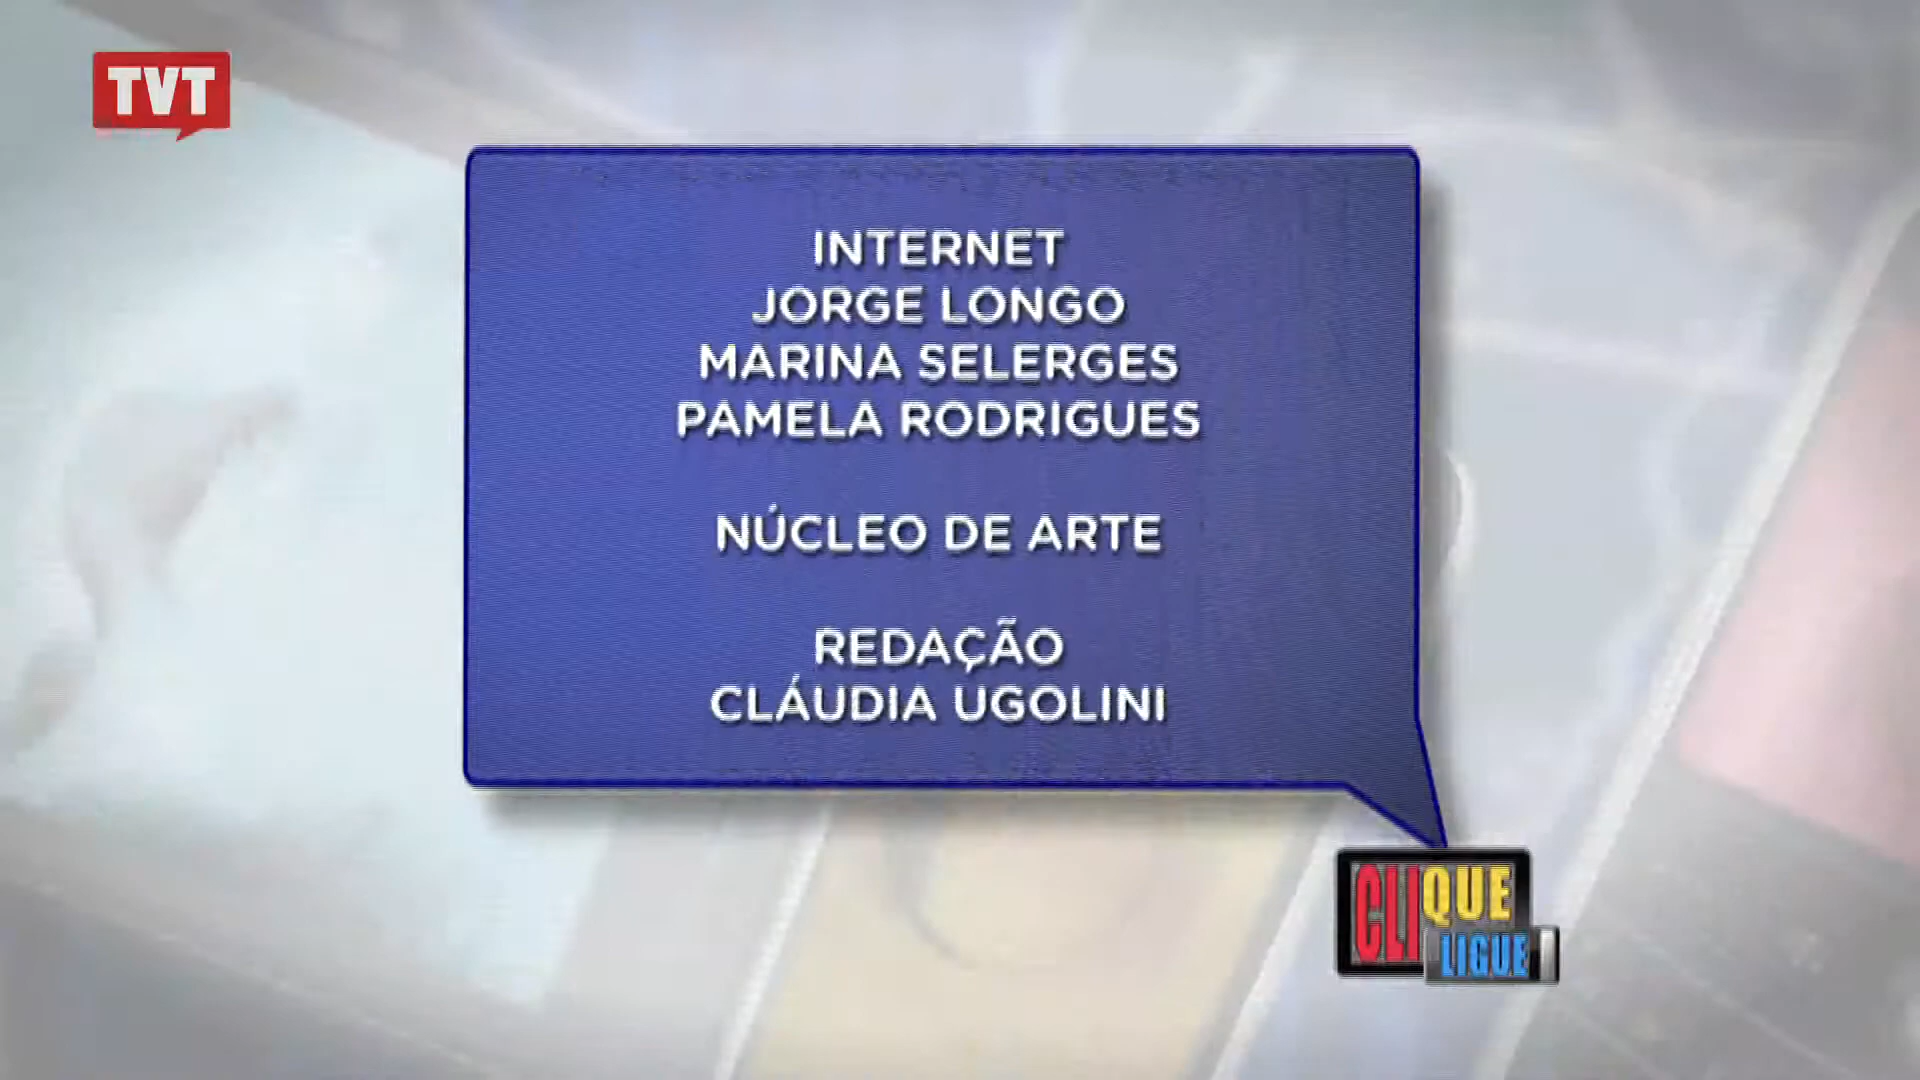 TVT
INTERNET
JORGE LONGO
MARINA SELERGES
PAMELA RODRIGUES
NÚCLEO DE ARTE
REDAÇÃO
CLÁUDIA UGOLINI
CLIQUE
LIGUE